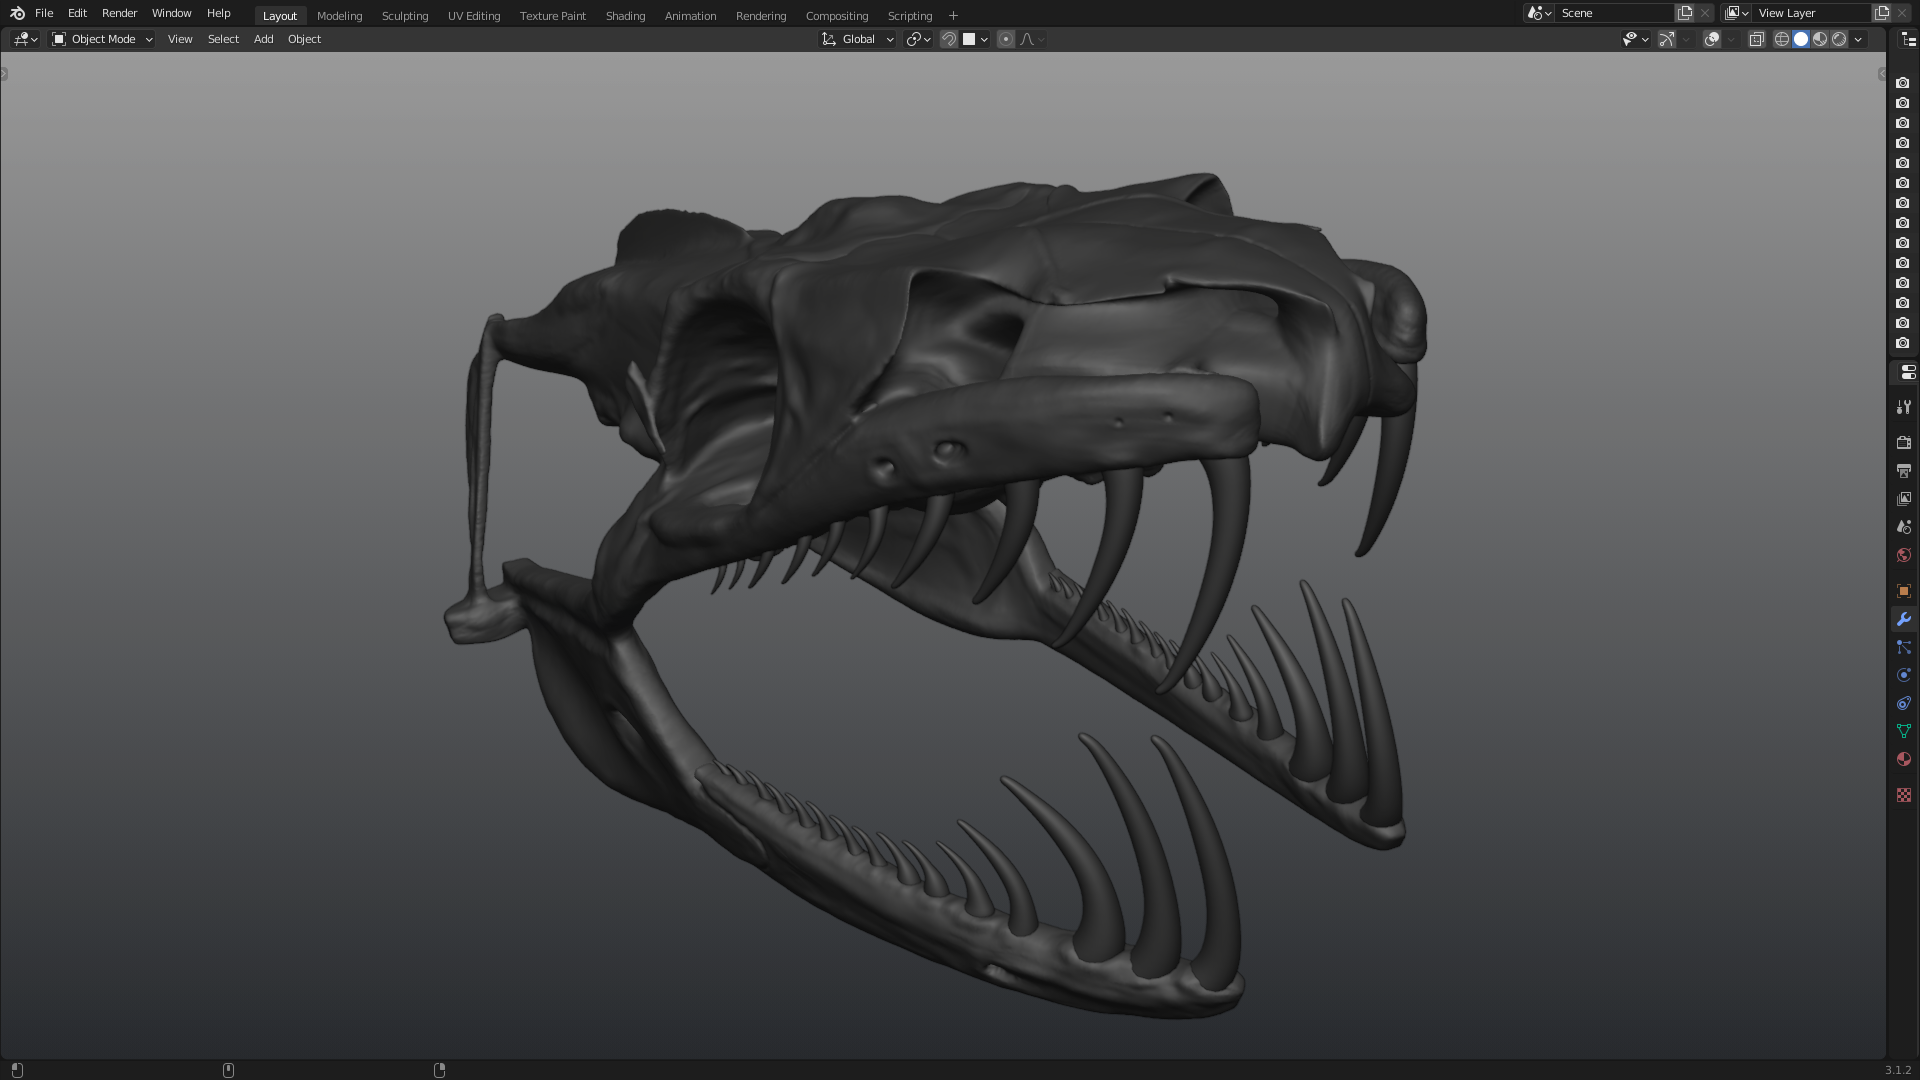 File Edit Render Window Help Layout Modeling Sculpting UV Editing Texture Paint Shading Animation Rendering Compositing Scripting + Scene View Layer
Object Mode View Select Add Object Global
3.1.2